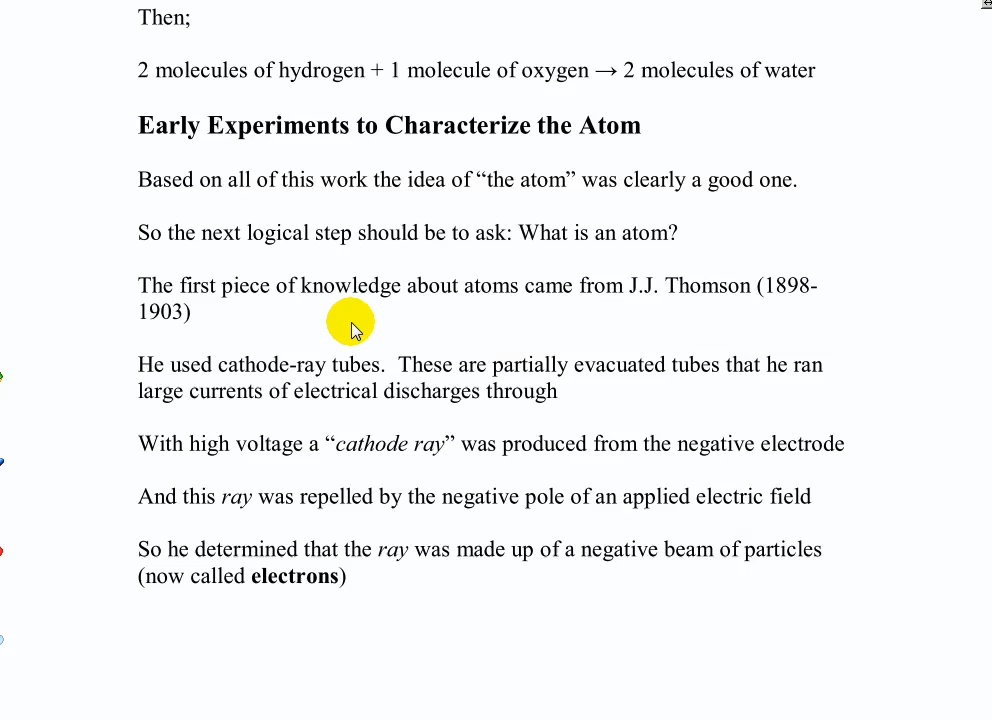 Then;
2 molecules of hydrogen + 1 molecule of oxygen → 2 molecules of water
Early Experiments to Characterize the Atom
Based on all of this work the idea of “the atom” was clearly a good one.
So the next logical step should be to ask: What is an atom?
The first piece of knowledge about atoms came from J.J. Thomson (1898-
1903)
He used cathode-ray tubes.  These are partially evacuated tubes that he ran
large currents of electrical discharges through
With high voltage a “cathode ray” was produced from the negative electrode
And this ray was repelled by the negative pole of an applied electric field
So he determined that the ray was made up of a negative beam of particles
(now called electrons)